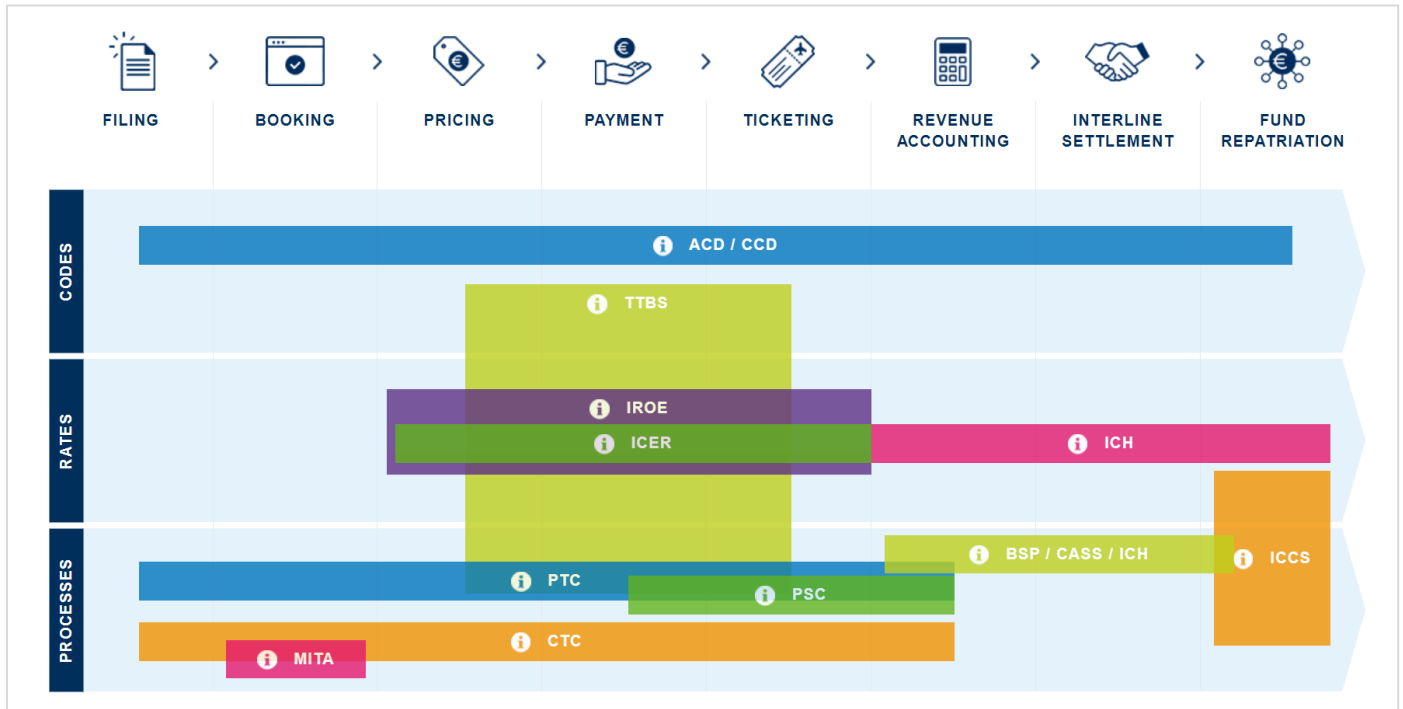 FILING
BOOKING
PRICING
PAYMENT
TICKETING
REVENUE
ACCOUNTING
INTERLINE
SETTLEMENT
FUND
REPATRIATION
CODES
ACD / CCD
TTBS
RATES
IROE
ICER
ICH
PROCESSES
BSP / CASS / ICH
ICCS
PTC
PSC
CTC
MITA